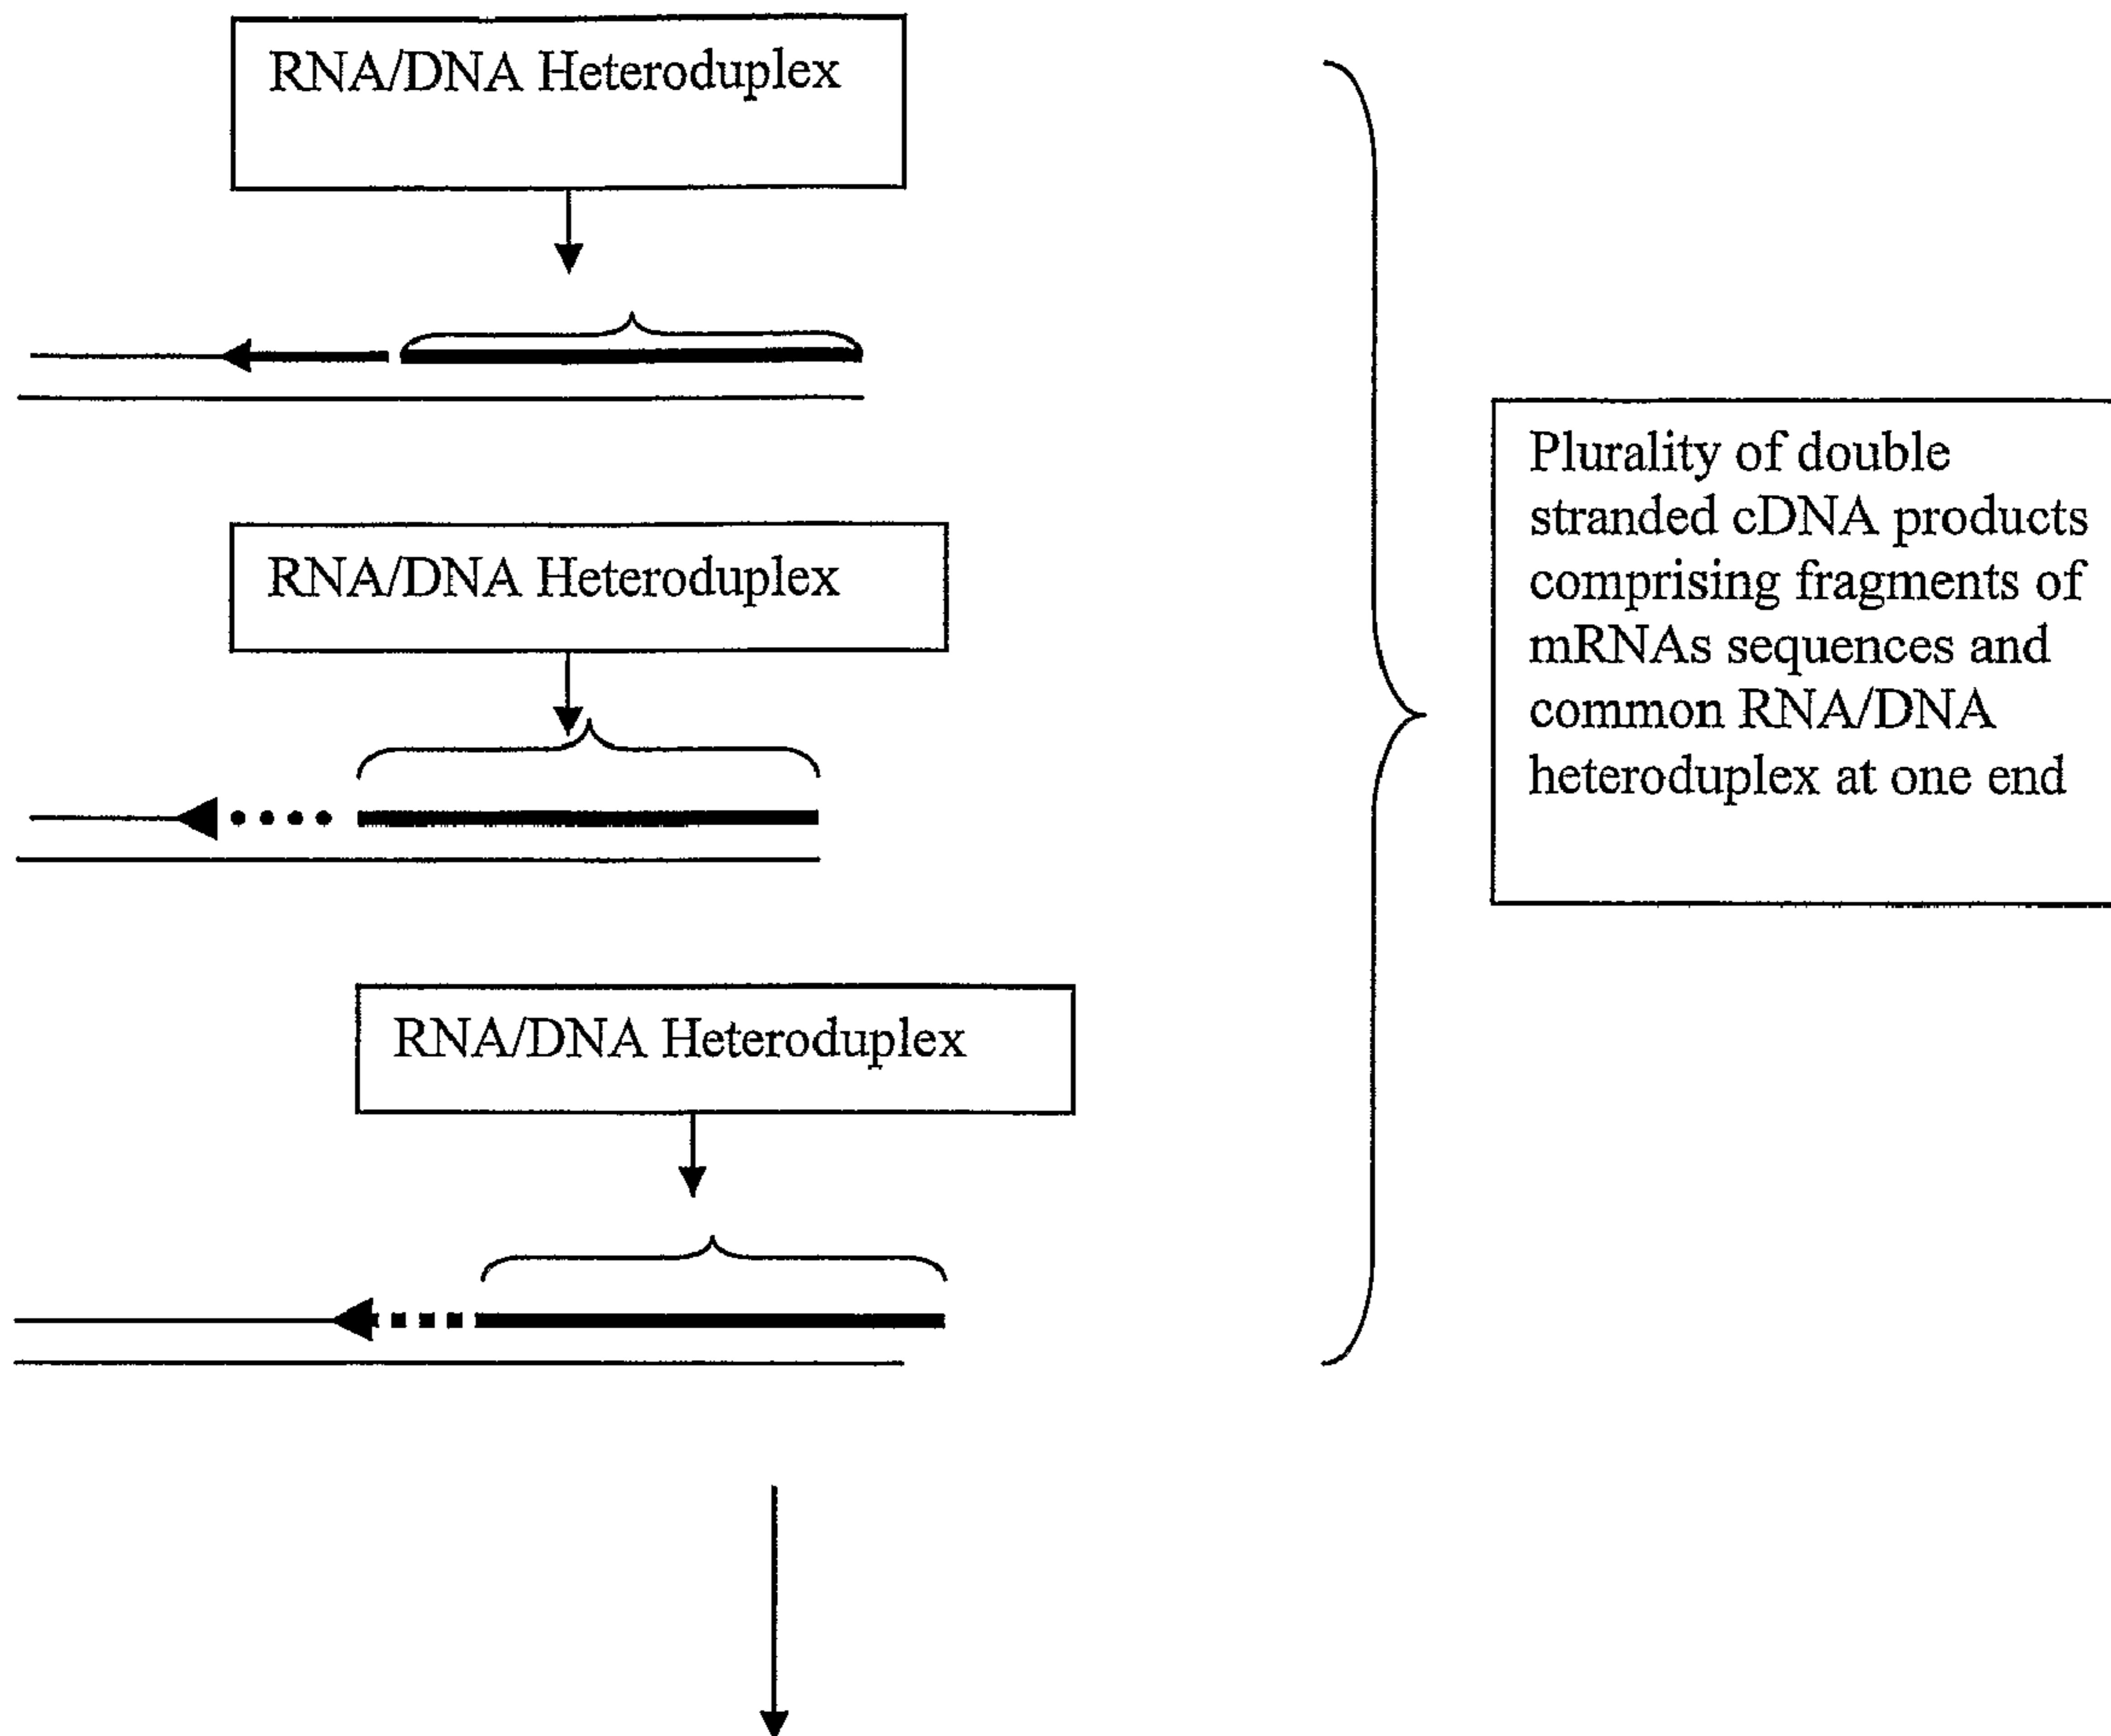 RNA/DNA Heteroduplex
RNA/DNA Heteroduplex
RNA/DNA Heteroduplex
Plurality of double
stranded cDNA products
comprising fragments of
mRNAs sequences and
common RNA/DNA
heteroduplex at one end